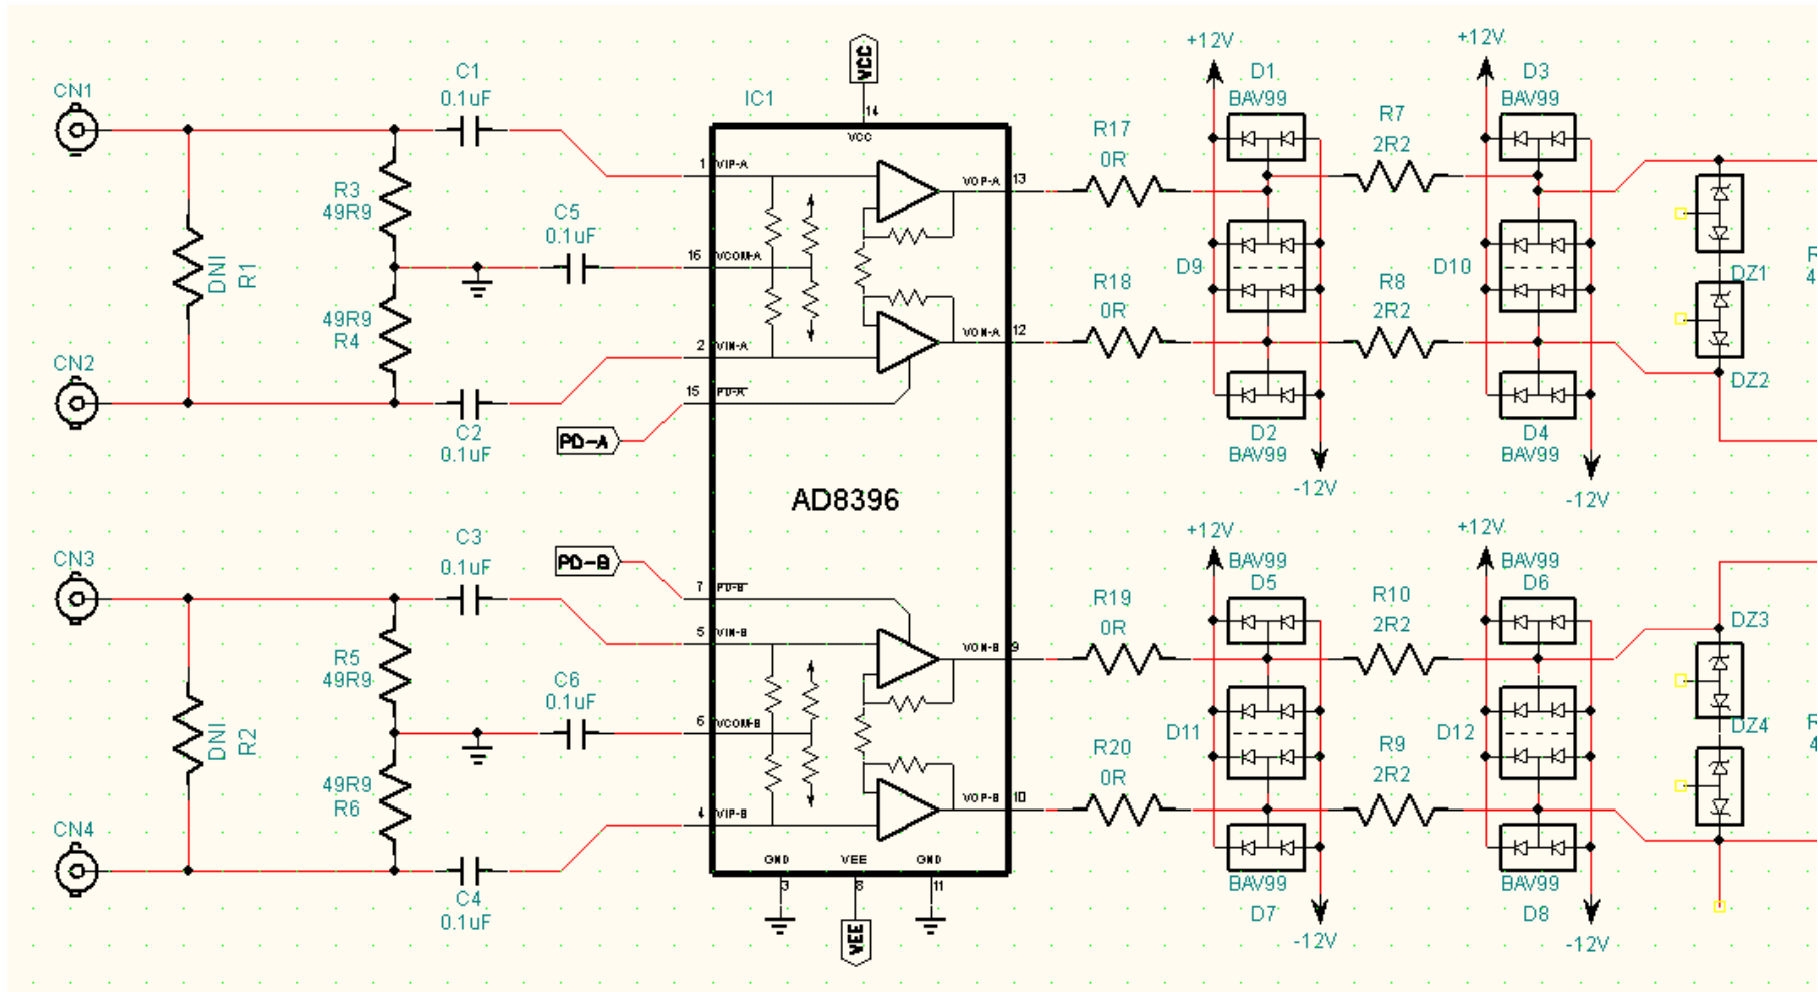 CN1
C1
0.1uF
VCC
IC1
14
VCC
+12V
D1
BAV99
+12V
D3
BAV99
R17
0R
R7
2R2
1
VIP-A
VOP-A
13
R3
49R9
C5
0.1uF
16
VCOM-A
DNI
R1
49R9
R4
R18
0R
D9
R8
2R2
D10
DZ1
R
4
2
VIN-A
VON-A
12
CN2
15
PD-A
DZ2
C2
0.1uF
PD-A
D2
BAV99
D4
BAV99
-12V
-12V
AD8396
CN3
C3
0.1uF
PD-B
7
PD-B
+12V
BAV99
D5
+12V
BAV99
D6
R19
0R
R10
2R2
DZ3
5
VIN-B
VON-B
9
R5
49R9
C6
0.1uF
6
VCOM-B
DNI
R2
49R9
R6
R20
0R
D11
R9
2R2
D12
DZ4
R
4
4
VIP-B
VOP-B
10
CN4
C4
0.1uF
GND
VEE
GND
3
8
11
VEE
BAV99
D7
BAV99
D8
-12V
-12V